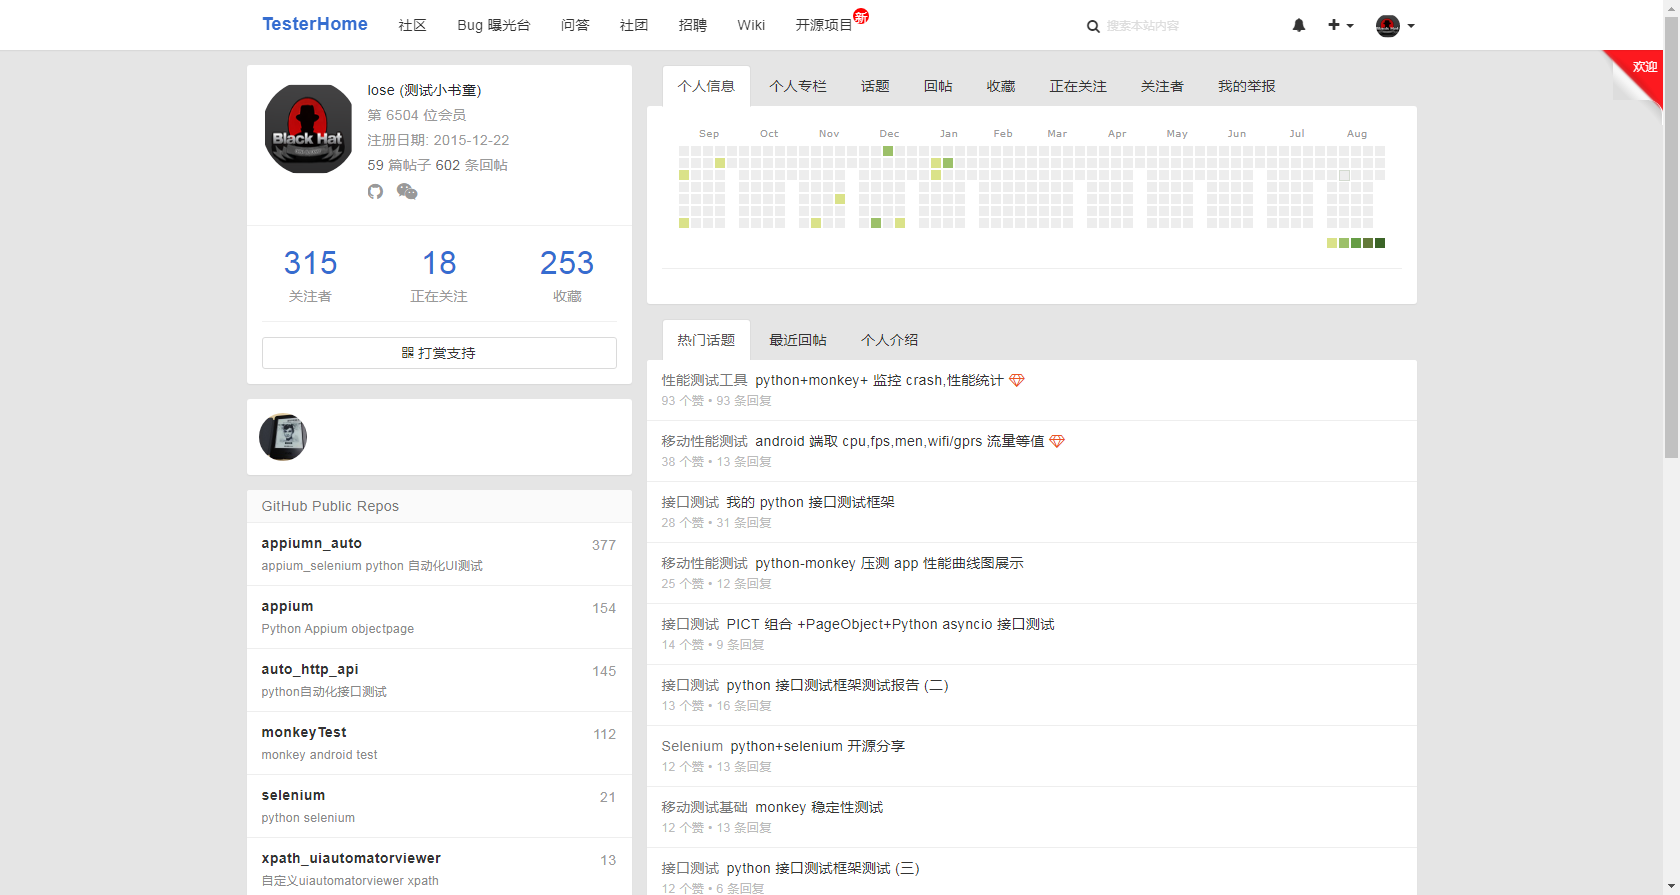 TesterHome 社区 Bug 曝光台 问答 社团 招聘 Wiki 开源项目 新 搜索本站内容
欢迎
Black Hat
lose (测试小书童)
第 6504 位会员
注册日期: 2015-12-22
59 篇帖子 602 条回帖
315 18 253
关注者 正在关注 收藏
打赏支持
GitHub Public Repos
appiumn_auto 377
appium_selenium python 自动化UI测试
appium 154
Python Appium objectpage
auto_http_api 145
python自动化接口测试
monkeyTest 112
monkey android test
selenium 21
python selenium
xpath_uiautomatorviewer 13
自定义uiautomatorviewer xpath
个人信息 个人专栏 话题 回帖 收藏 正在关注 关注者 我的举报
Sep Oct Nov Dec Jan Feb Mar Apr May Jun Jul Aug
热门话题 最近回帖 个人介绍
性能测试工具 python+monkey+ 监控 crash,性能统计
93 个赞 • 93 条回复
移动性能测试 android 端取 cpu,fps,men,wifi/gprs 流量等值
38 个赞 • 13 条回复
接口测试 我的 python 接口测试框架
28 个赞 • 31 条回复
移动性能测试 python-monkey 压测 app 性能曲线图展示
25 个赞 • 12 条回复
接口测试 PICT 组合 +PageObject+Python asyncio 接口测试
14 个赞 • 9 条回复
接口测试 python 接口测试框架测试报告 (二)
13 个赞 • 16 条回复
Selenium python+selenium 开源分享
12 个赞 • 13 条回复
移动测试基础 monkey 稳定性测试
12 个赞 • 13 条回复
接口测试 python 接口测试框架测试 (三)
12 个赞 • 6 条回复